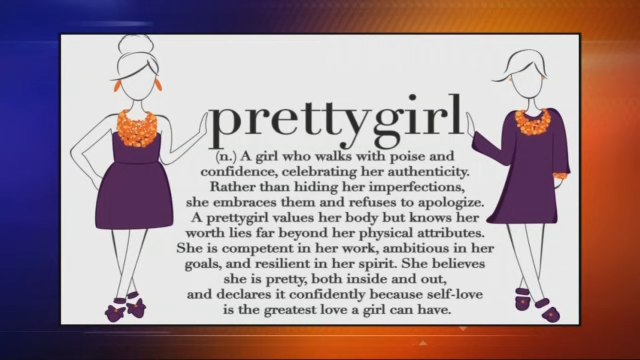 prettygirl
(n.) A girl who walks with poise and
confidence, celebrating her authenticity.
Rather than hiding her imperfections,
she embraces them and refuses to apologize.
A prettygirl values her body but knows her
worth lies far beyond her physical attributes.
She is competent in her work, ambitious in her
goals, and resilient in her spirit. She believes
she is pretty, both inside and out,
and declares it confidently because self-love
is the greatest love a girl can have.